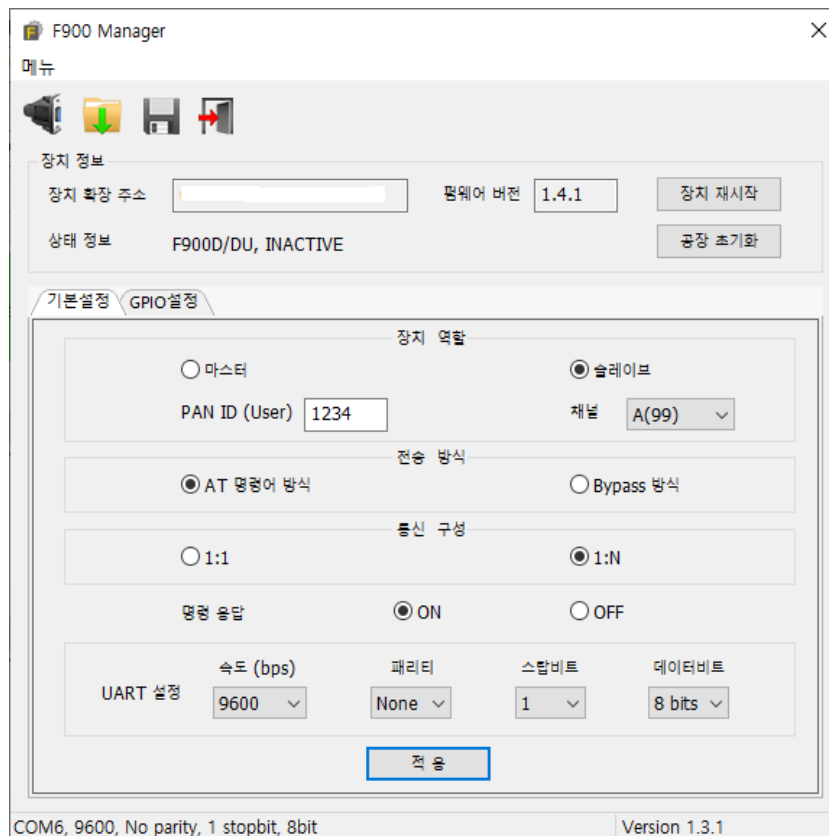 F900 Manager
메뉴
장치 정보
장치 확장 주소 펌웨어 버전 1.4.1 장치 재시작
상태 정보 F900D/DU, INACTIVE 공장 초기화
기본설정 GPIO설정
장치 역할
마스터 슬레이브
PAN ID (User) 1234 채널 A(99)
전송 방식
AT 명령어 방식 Bypass 방식
통신 구성
1:1 1:N
명령 응답 ON OFF
속도 (bps) 패리티 스탑비트 데이터비트
UART 설정 9600 None 1 8 bits
적 용
COM6, 9600, No parity, 1 stopbit, 8bit Version 1.3.1